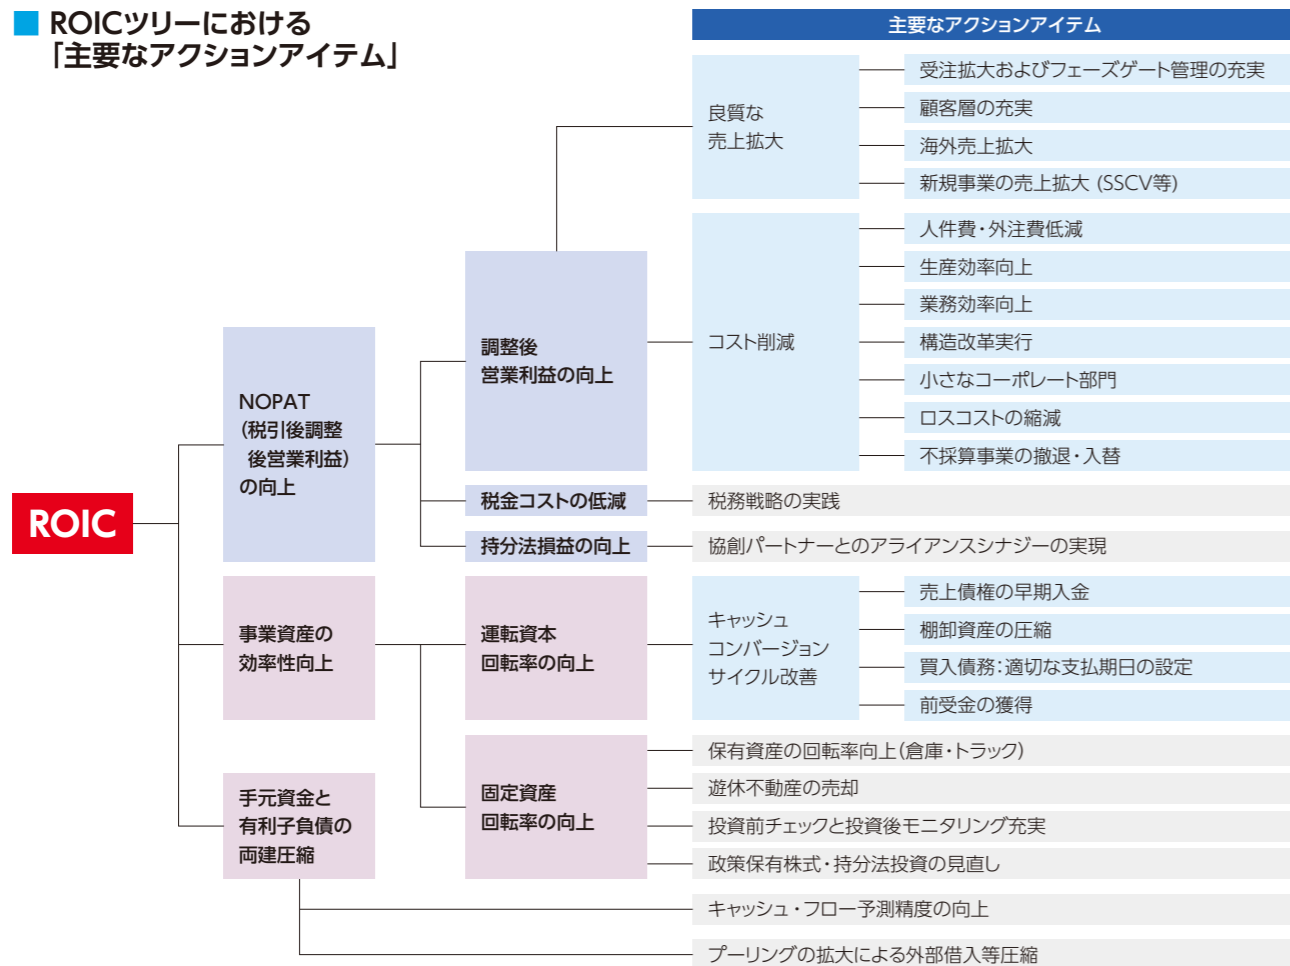 ROICツリーにおける
「主要なアクションアイテム」
主要なアクションアイテム
ROIC
NOPAT
(税引後調整
後営業利益)
の向上
調整後
営業利益の向上
良質な
売上拡大
受注拡大およびフェーズゲート管理の充実
顧客層の充実
海外売上拡大
新規事業の売上拡大 (SSCV等)
コスト削減
人件費・外注費低減
生産効率向上
業務効率向上
構造改革実行
小さなコーポレート部門
ロスコストの縮減
不採算事業の撤退・入替
税金コストの低減
税務戦略の実践
持分法損益の向上
協創パートナーとのアライアンスシナジーの実現
事業資産の
効率性向上
運転資本
回転率の向上
キャッシュ
コンバージョン
サイクル改善
売上債権の早期入金
棚卸資産の圧縮
買入債務:適切な支払期日の設定
前受金の獲得
固定資産
回転率の向上
保有資産の回転率向上(倉庫・トラック)
遊休不動産の売却
投資前チェックと投資後モニタリング充実
政策保有株式・持分法投資の見直し
手元資金と
有利子負債の
両建圧縮
キャッシュ・フロー予測精度の向上
プーリングの拡大による外部借入等圧縮